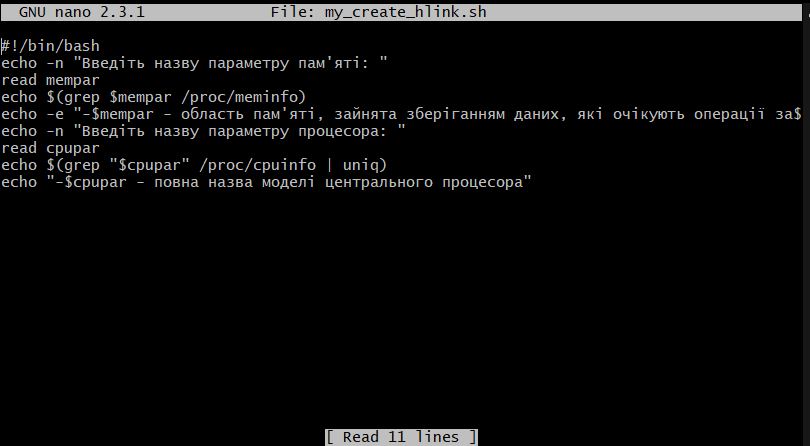 GNU nano 2.3.1 File: my_create_hlink.sh
#!/bin/bash
echo -n "Введіть назву параметру пам'яті: "
read mempar
echo $(grep $mempar /proc/meminfo)
echo -e "-$mempar - область пам'яті, зайнята зберіганням даних, які очікують операції за$
echo -n "Введіть назву параметру процесора: "
read cpupar
echo $(grep "$cpupar" /proc/cpuinfo | uniq)
echo "-$cpupar - повна назва моделі центрального процесора"
[ Read 11 lines ]